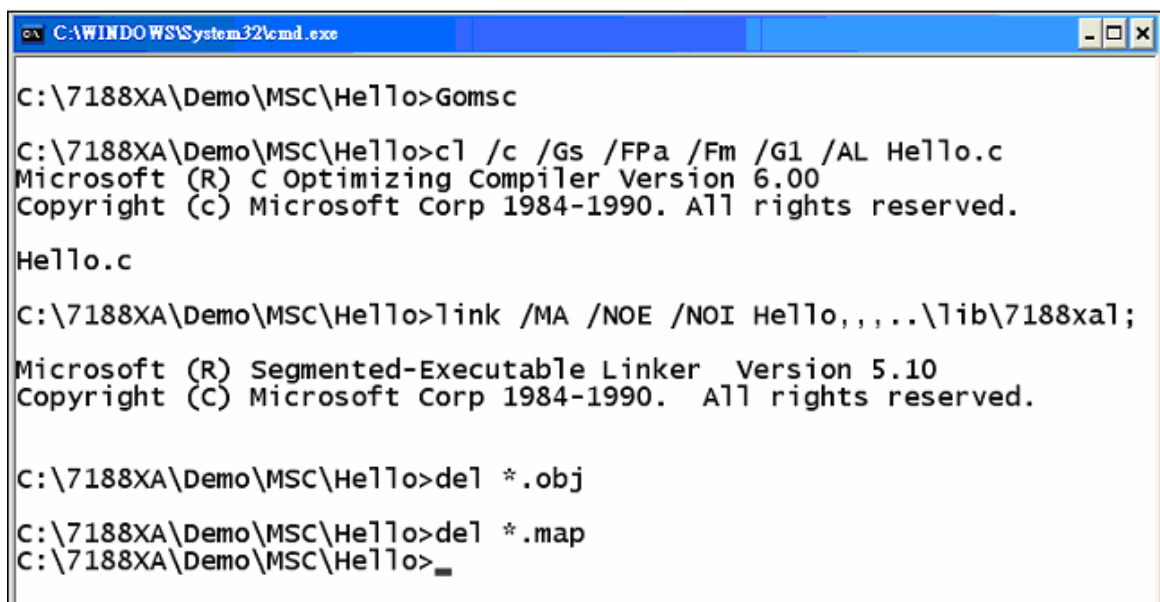 C:\WINDOWS\System32\cmd.exe
C:\7188XA\Demo\MSC\Hello>Gomsc
C:\7188XA\Demo\MSC\Hello>cl /c /Gs /FPa /Fm /G1 /AL Hello.c
Microsoft (R) C Optimizing Compiler Version 6.00
Copyright (c) Microsoft Corp 1984-1990. All rights reserved.
Hello.c
C:\7188XA\Demo\MSC\Hello>link /MA /NOE /NOI Hello,,,..\lib\7188xal;
Microsoft (R) Segmented-Executable Linker  Version 5.10
Copyright (C) Microsoft Corp 1984-1990.  All rights reserved.
C:\7188XA\Demo\MSC\Hello>del *.obj
C:\7188XA\Demo\MSC\Hello>del *.map
C:\7188XA\Demo\MSC\Hello>_